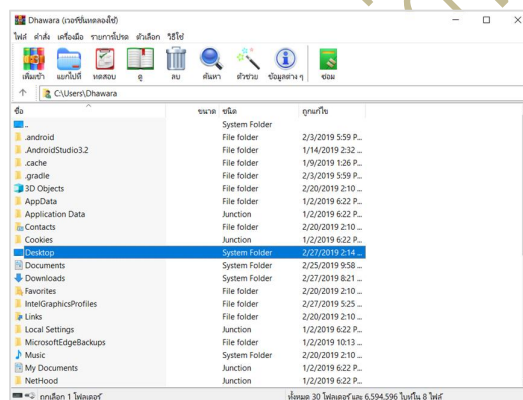 Dhawara (เวอร์ชั่นทดลองใช้)
ไฟล์ คำสั่ง เครื่องมือ รายการโปรด ตัวเลือก วิธีใช้
เพิ่มเข้า แยกไปที่ ทดสอบ ดู ลบ ค้นหา ตัวช่วย ข้อมูลต่าง ๆ ซ่อม
C:\Users\Dhawara
ชื่อ ขนาด ชนิด ถูกแก้ไข
.. System Folder
.android File folder 2/3/2019 5:59 P...
.AndroidStudio3.2 File folder 1/14/2019 2:32 ...
.cache File folder 1/9/2019 1:26 P...
.gradle File folder 2/3/2019 5:59 P...
3D Objects File folder 2/20/2019 2:10 ...
AppData File folder 1/2/2019 6:22 P...
Application Data Junction 1/2/2019 6:22 P...
Contacts File folder 2/20/2019 2:10 ...
Cookies Junction 1/2/2019 6:22 P...
Desktop System Folder 2/27/2019 2:14 ...
Documents System Folder 2/25/2019 9:58 ...
Downloads System Folder 2/27/2019 8:21 ...
Favorites File folder 2/20/2019 2:10 ...
IntelGraphicsProfiles File folder 2/27/2019 5:25 ...
Links File folder 2/20/2019 2:10 ...
Local Settings Junction 1/2/2019 6:22 P...
MicrosoftEdgeBackups File folder 1/2/2019 10:13 ...
Music System Folder 2/20/2019 2:10 ...
My Documents Junction 1/2/2019 6:22 P...
NetHood Junction 1/2/2019 6:22 P...
ถูกเลือก 1 โฟลเดอร์ ทั้งหมด 30 โฟลเดอร์ และ 6,594,596 ไบท์ใน 8 ไฟล์